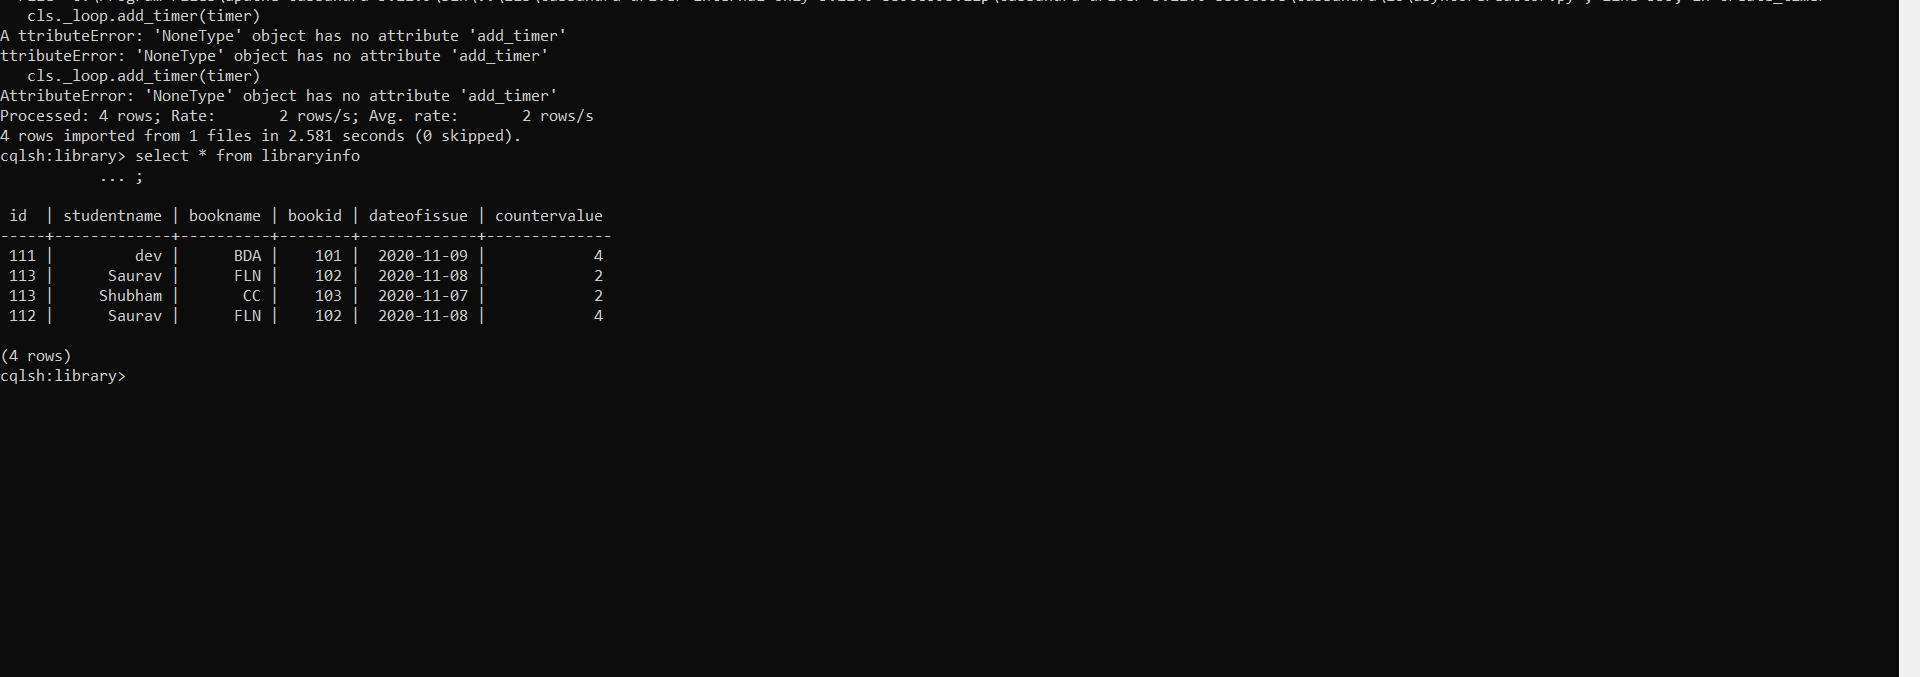 cls._loop.add_timer(timer)
A ttributeError: 'NoneType' object has no attribute 'add_timer'
ttributeError: 'NoneType' object has no attribute 'add_timer'
cls._loop.add_timer(timer)
AttributeError: 'NoneType' object has no attribute 'add_timer'
Processed: 4 rows; Rate:       2 rows/s; Avg. rate:       2 rows/s
4 rows imported from 1 files in 2.581 seconds (0 skipped).
cqlsh:library> select * from libraryinfo
           ... ;
 id  | studentname | bookname | bookid | dateofissue | countervalue
-----+-------------+----------+--------+-------------+--------------
 111 |         dev |      BDA |    101 |  2020-11-09 |            4
 113 |      Saurav |      FLN |    102 |  2020-11-08 |            2
 113 |     Shubham |       CC |    103 |  2020-11-07 |            2
 112 |      Saurav |      FLN |    102 |  2020-11-08 |            4
(4 rows)
cqlsh:library>